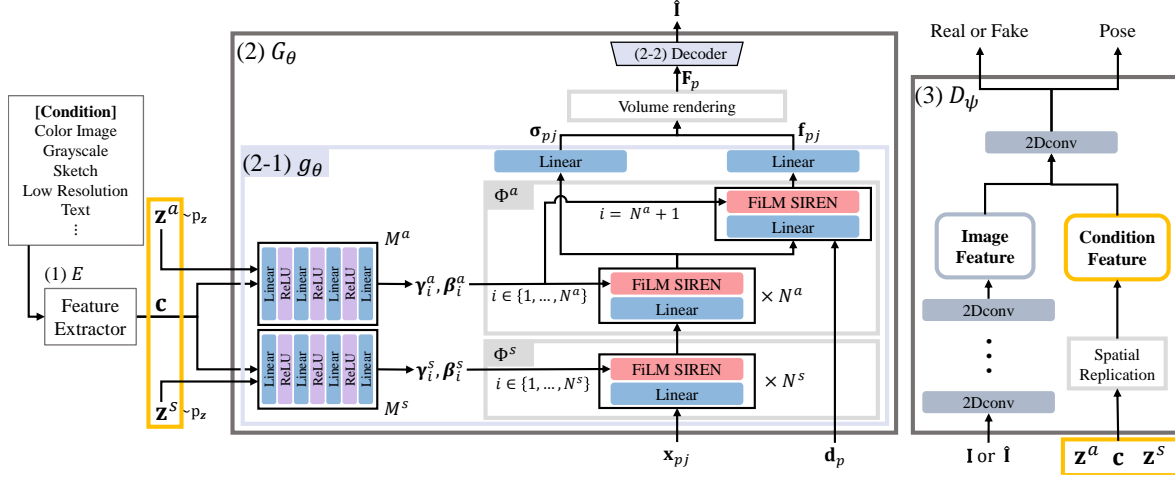 [Condition]
Color Image
Grayscale
Sketch
Low Resolution
Text
⋮
(1) E
Feature
Extractor
z^a ~p_z
c
z^s ~p_z
(2) G_θ
Î
(2-2) Decoder
F_p
Volume rendering
σ_pj
f_pj
(2-1) g_θ
Linear
Linear
Φ^a
FiLM SIREN
i = N^a + 1
Linear
M^a
Linear
ReLU
Linear
ReLU
Linear
ReLU
Linear
γ_i^a, β_i^a
i ∈ {1, ..., N^a}
FiLM SIREN
Linear
× N^a
Φ^s
Linear
ReLU
Linear
ReLU
Linear
ReLU
Linear
M^s
γ_i^s, β_i^s
i ∈ {1, ..., N^s}
FiLM SIREN
Linear
× N^s
x_pj
d_p
Real or Fake
Pose
(3) D_ψ
2Dconv
Image
Feature
Condition
Feature
2Dconv
Spatial
Replication
2Dconv
I or Î
z^a c z^s